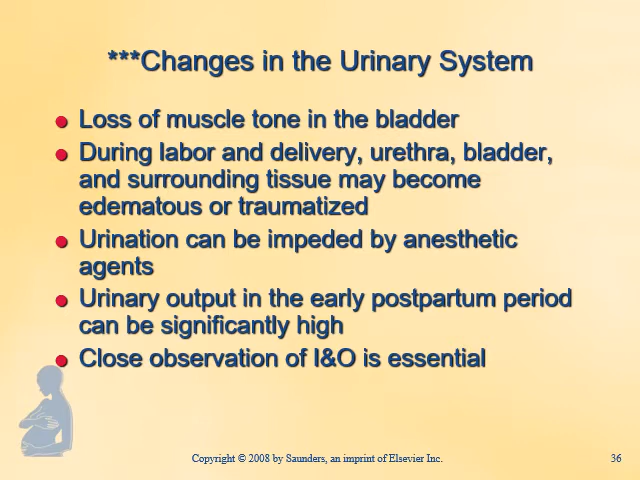 ***Changes in the Urinary System
Loss of muscle tone in the bladder
During labor and delivery, urethra, bladder,
and surrounding tissue may become
edematous or traumatized
Urination can be impeded by anesthetic
agents
Urinary output in the early postpartum period
can be significantly high
Close observation of I&O is essential
Copyright © 2008 by Saunders, an imprint of Elsevier Inc.
36